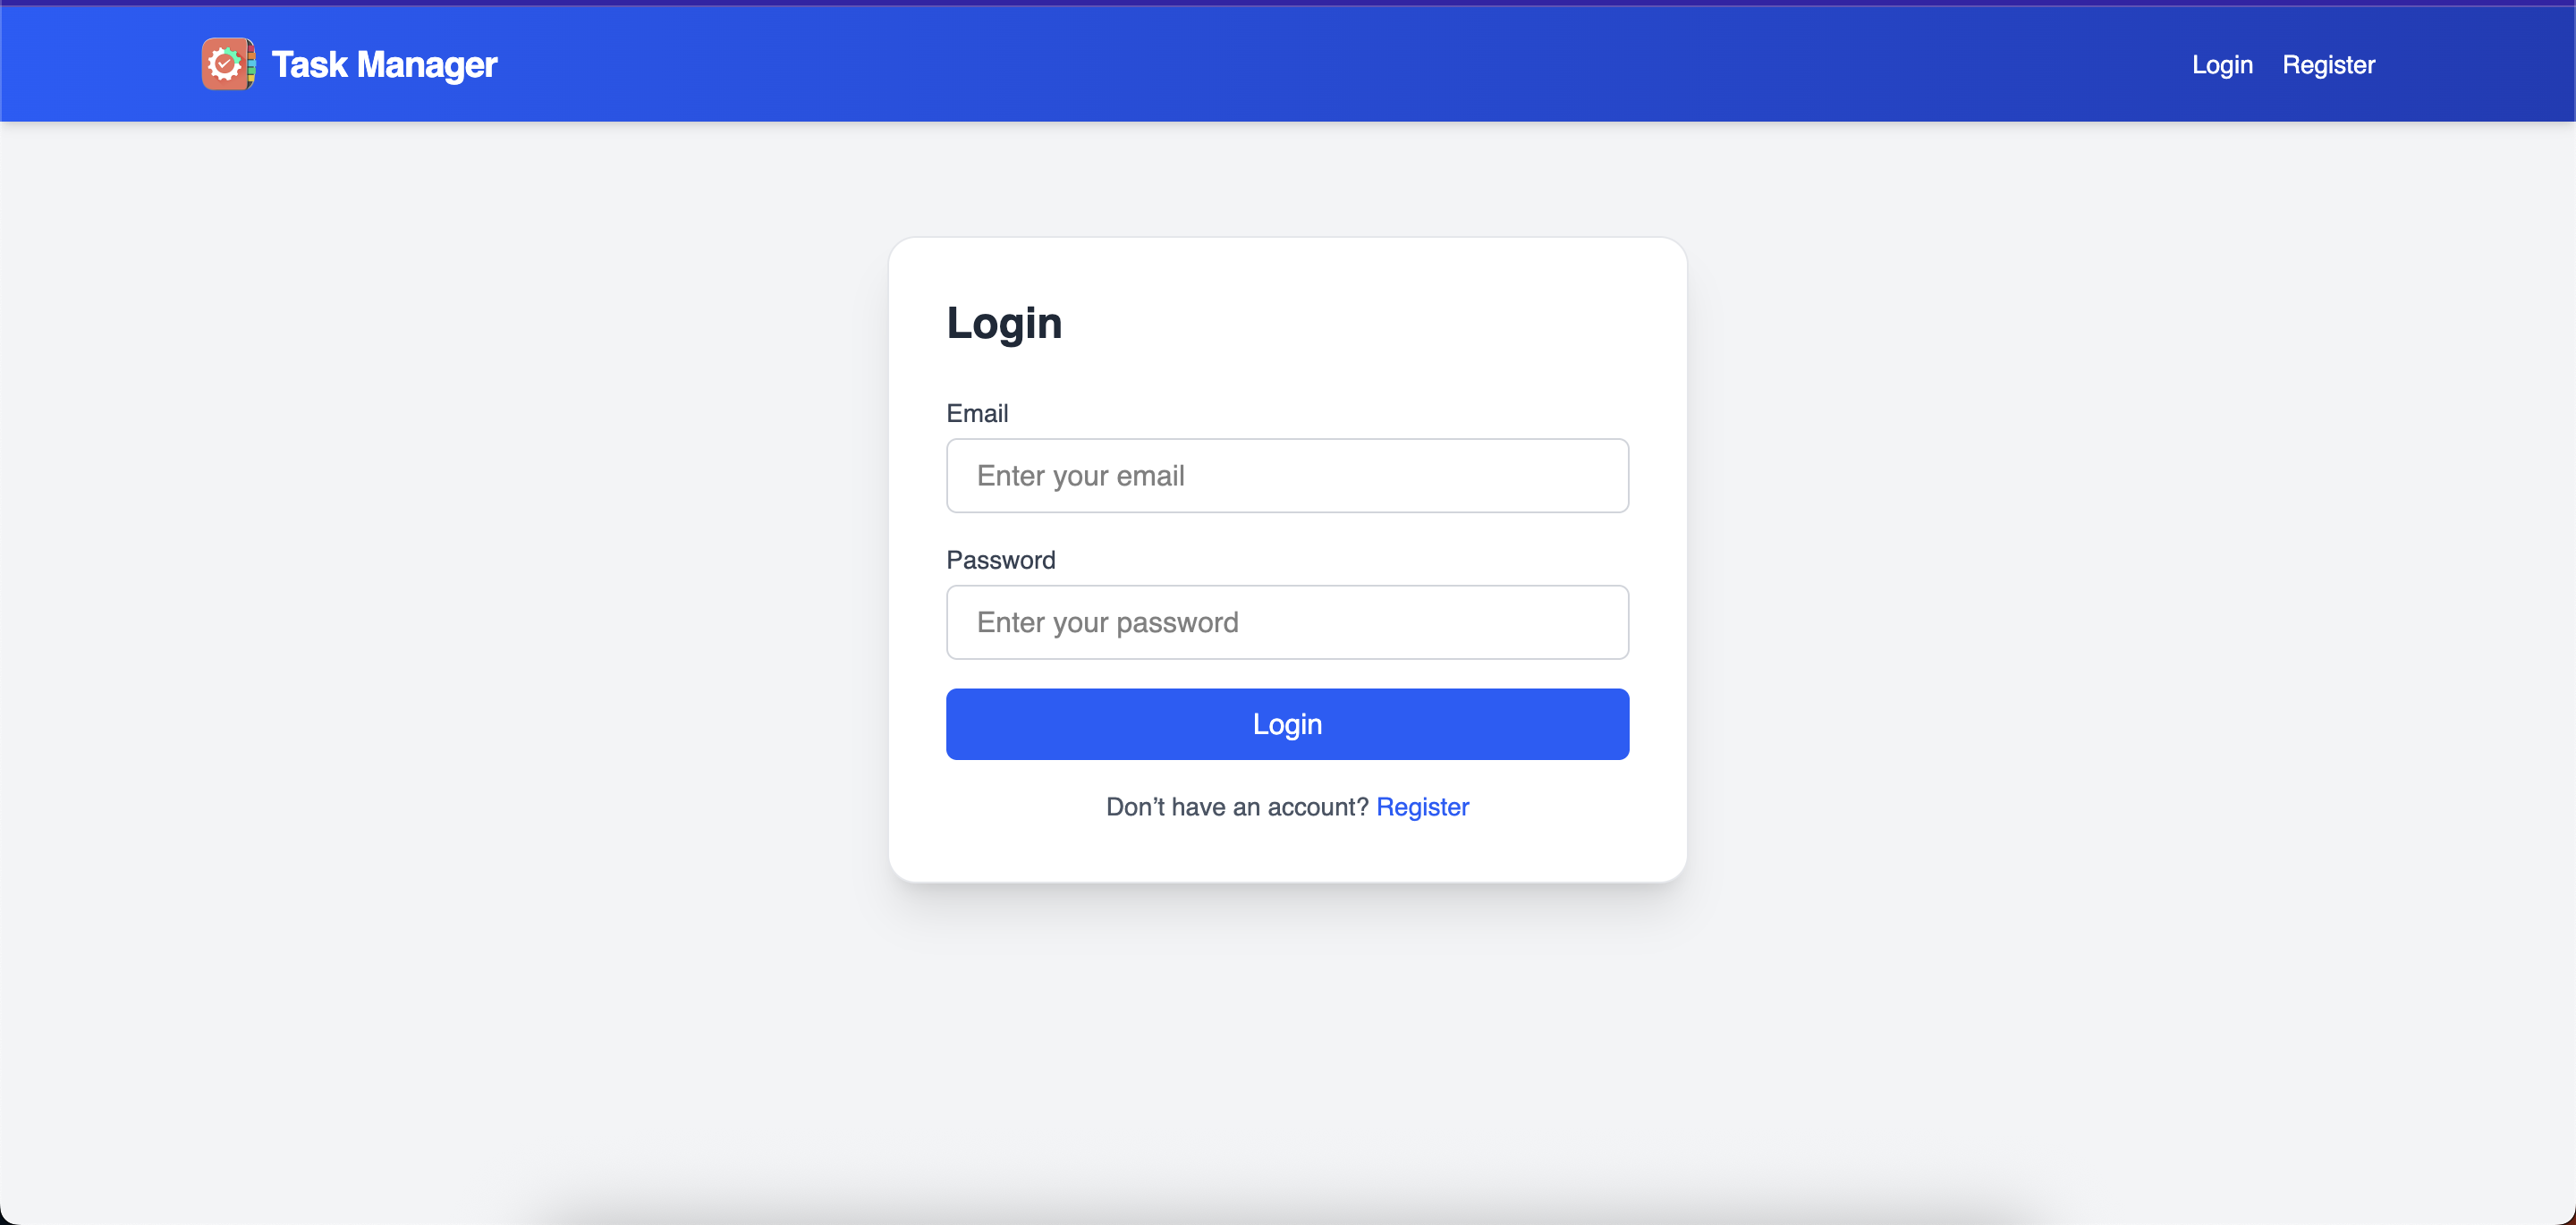 Task Manager
Login Register
Login
Email
Enter your email
Password
Enter your password
Login
Don’t have an account? Register